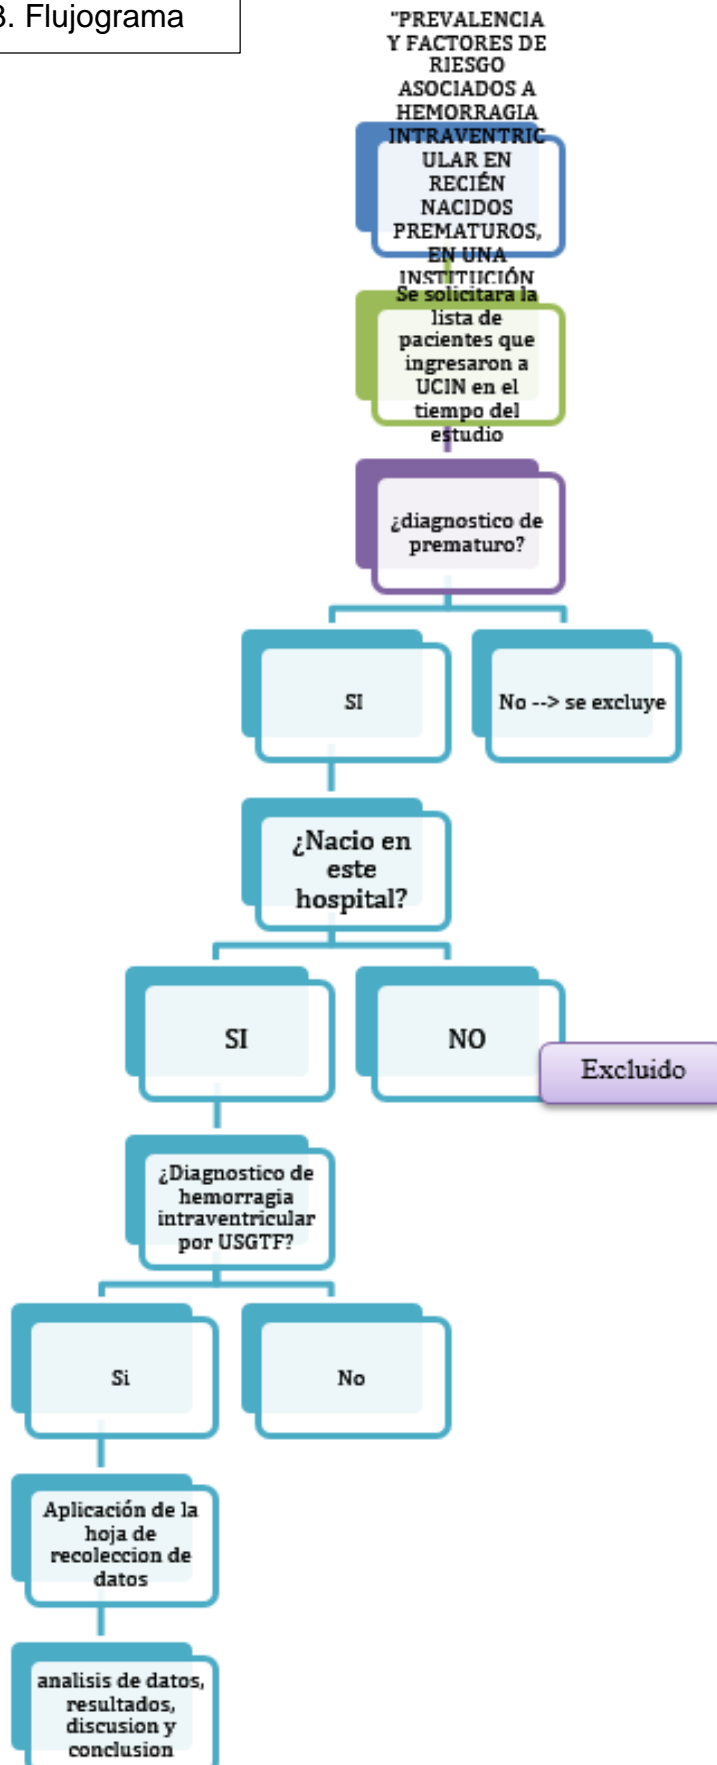 3. Flujograma
"PREVALENCIA
Y FACTORES DE
RIESGO
ASOCIADOS A
HEMORRAGIA
INTRAVENTRIC
ULAR EN
RECIÉN
NACIDOS
PREMATUROS,
EN UNA
INSTITUCIÓN
Se solicitara la
lista de
pacientes que
ingresaron a
UCIN en el
tiempo del
estudio
¿diagnostico de
prematuro?
SI
No --> se excluye
¿Nacio en
este
hospital?
SI
NO
Excluido
¿Diagnostico de
hemorragia
intraventricular
por USGTF?
Si
No
Aplicación de la
hoja de
recoleccion de
datos
analisis de datos,
resultados,
discusion y
conclusion